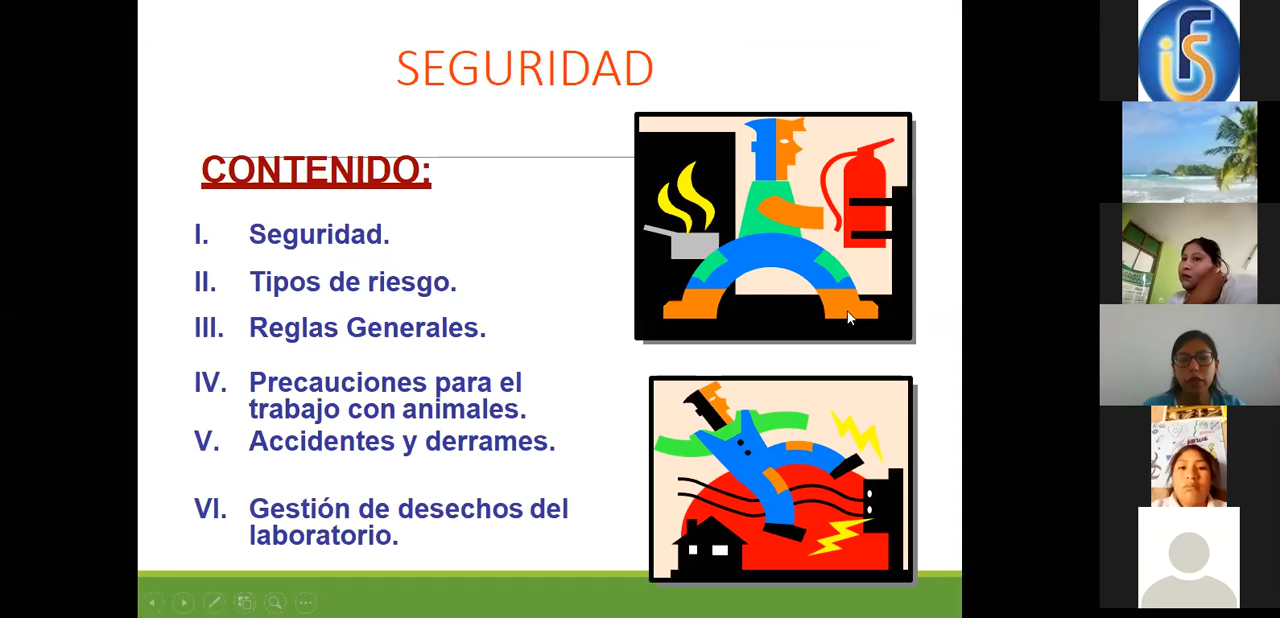 SEGURIDAD
CONTENIDO:
I. Seguridad.
II. Tipos de riesgo.
III. Reglas Generales.
IV. Precauciones para el
trabajo con animales.
V. Accidentes y derrames.
VI. Gestión de desechos del
laboratorio.